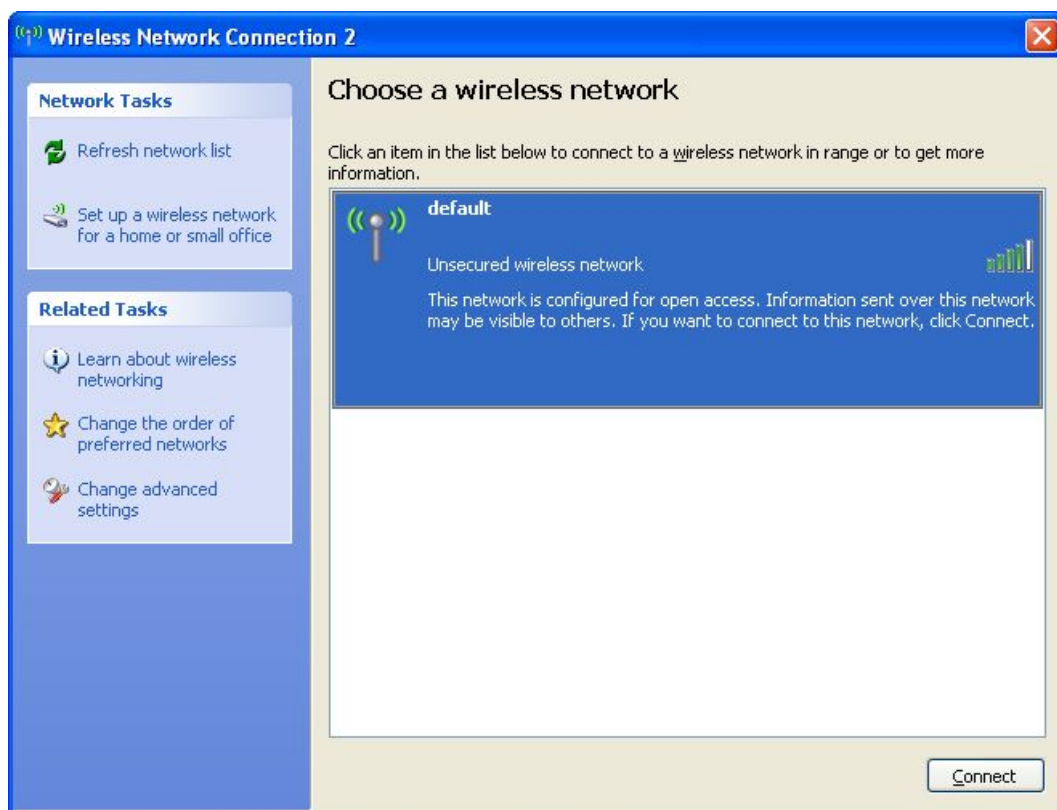 Wireless Network Connection 2
Network Tasks
Refresh network list
Set up a wireless network
for a home or small office
Related Tasks
Learn about wireless
networking
Change the order of
preferred networks
Change advanced
settings
Choose a wireless network
Click an item in the list below to connect to a wireless network in range or to get more
information.
default
Unsecured wireless network
This network is configured for open access. Information sent over this network
may be visible to others. If you want to connect to this network, click Connect.
Connect